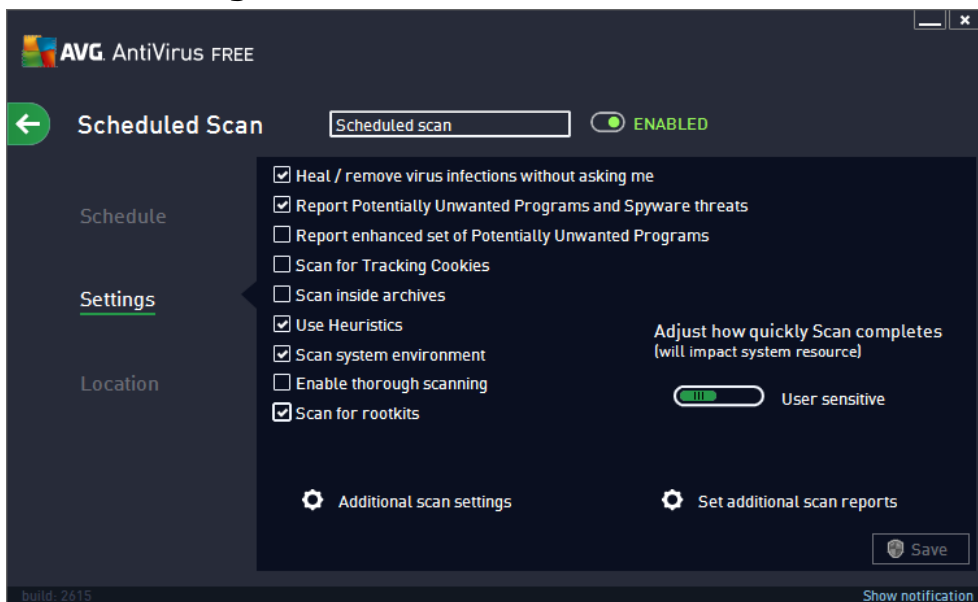 AVG. AntiVirus FREE
Scheduled Scan
Scheduled scan
ENABLED
Schedule
Settings
Location
Heal / remove virus infections without asking me
Report Potentially Unwanted Programs and Spyware threats
Report enhanced set of Potentially Unwanted Programs
Scan for Tracking Cookies
Scan inside archives
Use Heuristics
Scan system environment
Enable thorough scanning
Scan for rootkits
Adjust how quickly Scan completes
(will impact system resource)
User sensitive
Additional scan settings
Set additional scan reports
Save
build: 2615
Show notification